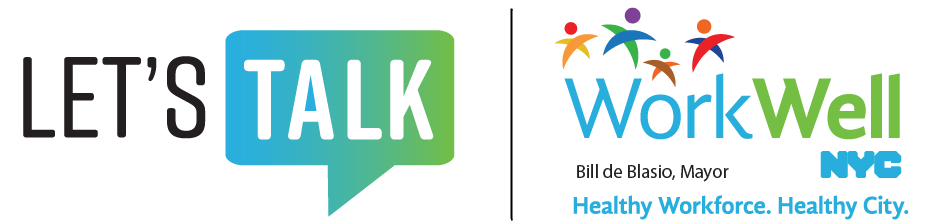 LET'S TALK
WorkWell
NYC
Bill de Blasio, Mayor
Healthy Workforce. Healthy City.